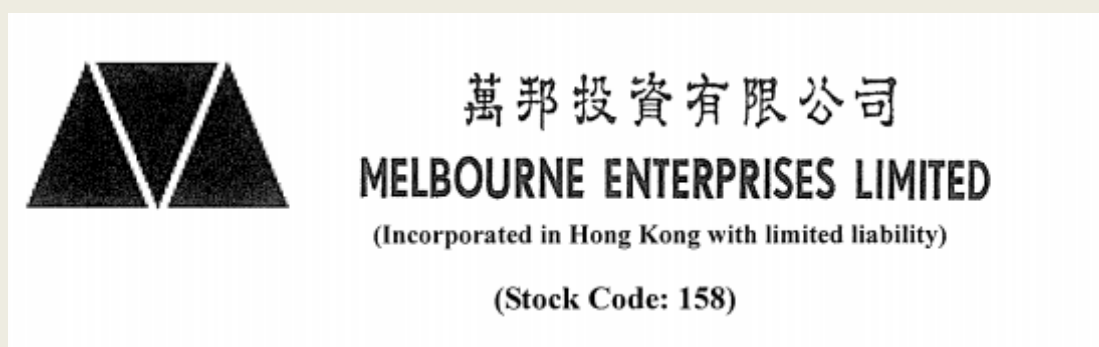 萬邦投資有限公司
MELBOURNE ENTERPRISES LIMITED
(Incorporated in Hong Kong with limited liability)
(Stock Code: 158)